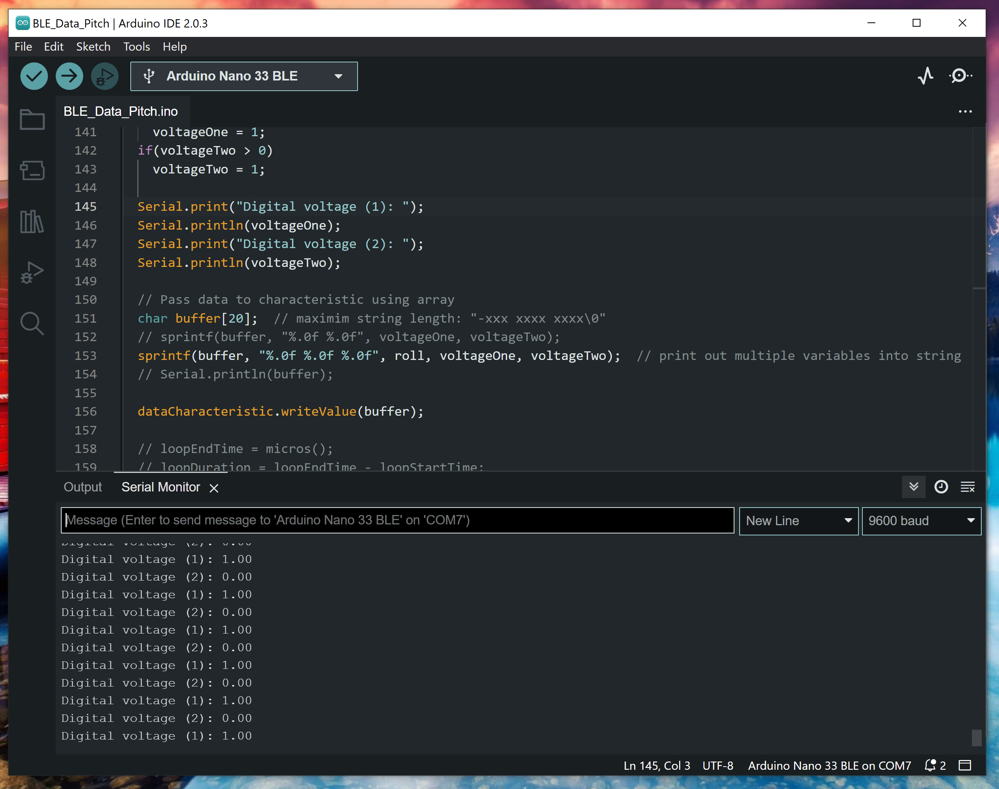 BLE_Data_Pitch | Arduino IDE 2.0.3
File Edit Sketch Tools Help
Arduino Nano 33 BLE
BLE_Data_Pitch.ino
141 voltageOne = 1;
142 if(voltageTwo > 0)
143 voltageTwo = 1;
144
145 Serial.print("Digital voltage (1): ");
146 Serial.println(voltageOne);
147 Serial.print("Digital voltage (2): ");
148 Serial.println(voltageTwo);
149
150 // Pass data to characteristic using array
151 char buffer[20]; // maximim string length: "-xxx xxxx xxxx\0"
152 // sprintf(buffer, "%.0f %.0f", voltageOne, voltageTwo);
153 sprintf(buffer, "%.0f %.0f %.0f", roll, voltageOne, voltageTwo); // print out multiple variables into string
154 // Serial.println(buffer);
155
156 dataCharacteristic.writeValue(buffer);
157
158 // loopEndTime = micros();
159 // loopDuration = loopEndTime - loopStartTime;
Output Serial Monitor
Message (Enter to send message to 'Arduino Nano 33 BLE' on 'COM7')
New Line 9600 baud
Digital voltage (2): 0.00
Digital voltage (1): 1.00
Digital voltage (2): 0.00
Digital voltage (1): 1.00
Digital voltage (2): 0.00
Digital voltage (1): 1.00
Digital voltage (2): 0.00
Digital voltage (1): 1.00
Digital voltage (2): 0.00
Digital voltage (1): 1.00
Digital voltage (2): 0.00
Digital voltage (1): 1.00
Ln 145, Col 3 UTF-8 Arduino Nano 33 BLE on COM7 2